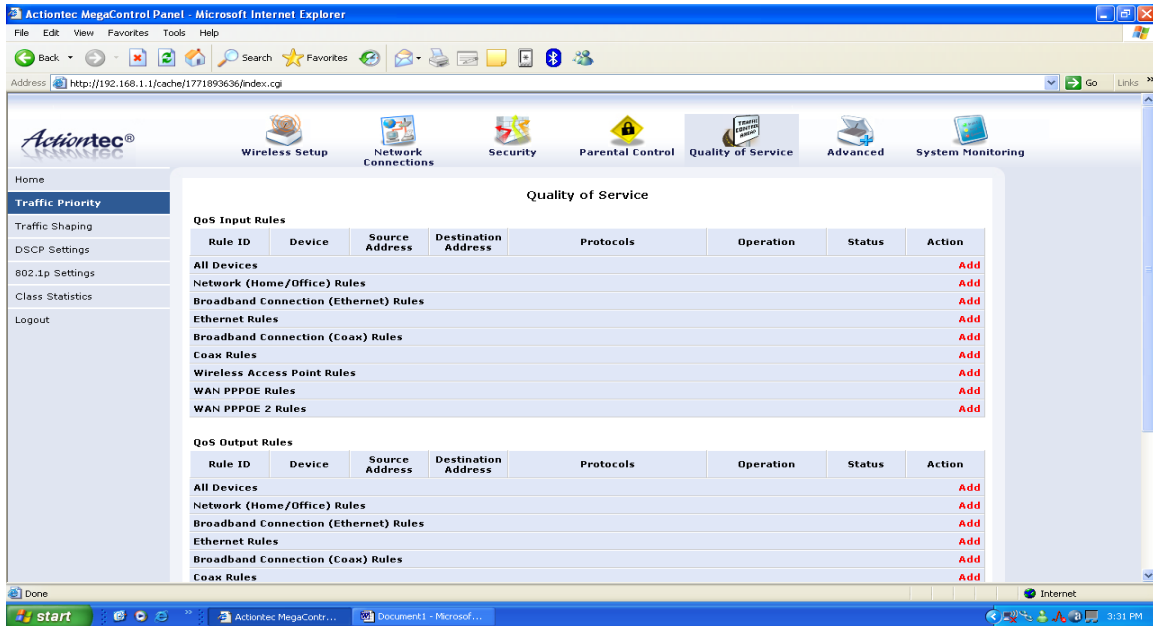 Actiontec MegaControl Panel - Microsoft Internet Explorer
File Edit View Favorites Tools Help
Back Search Favorites
Address http://192.168.1.1/cache/1771893636/index.cgi Go Links »
Actiontec®
Wireless Setup
Network Connections
Security
Parental Control
Quality of Service
Advanced
System Monitoring
Home
Traffic Priority
Traffic Shaping
DSCP Settings
802.1p Settings
Class Statistics
Logout
Quality of Service
QoS Input Rules
Rule ID Device Source Address Destination Address Protocols Operation Status Action
All Devices Add
Network (Home/Office) Rules Add
Broadband Connection (Ethernet) Rules Add
Ethernet Rules Add
Broadband Connection (Coax) Rules Add
Coax Rules Add
Wireless Access Point Rules Add
WAN PPPOE Rules Add
WAN PPPOE 2 Rules Add
QoS Output Rules
Rule ID Device Source Address Destination Address Protocols Operation Status Action
All Devices Add
Network (Home/Office) Rules Add
Broadband Connection (Ethernet) Rules Add
Ethernet Rules Add
Broadband Connection (Coax) Rules Add
Coax Rules Add
Done Internet
start » Actiontec MegaContr... Document1 - Microsof... 3:31 PM